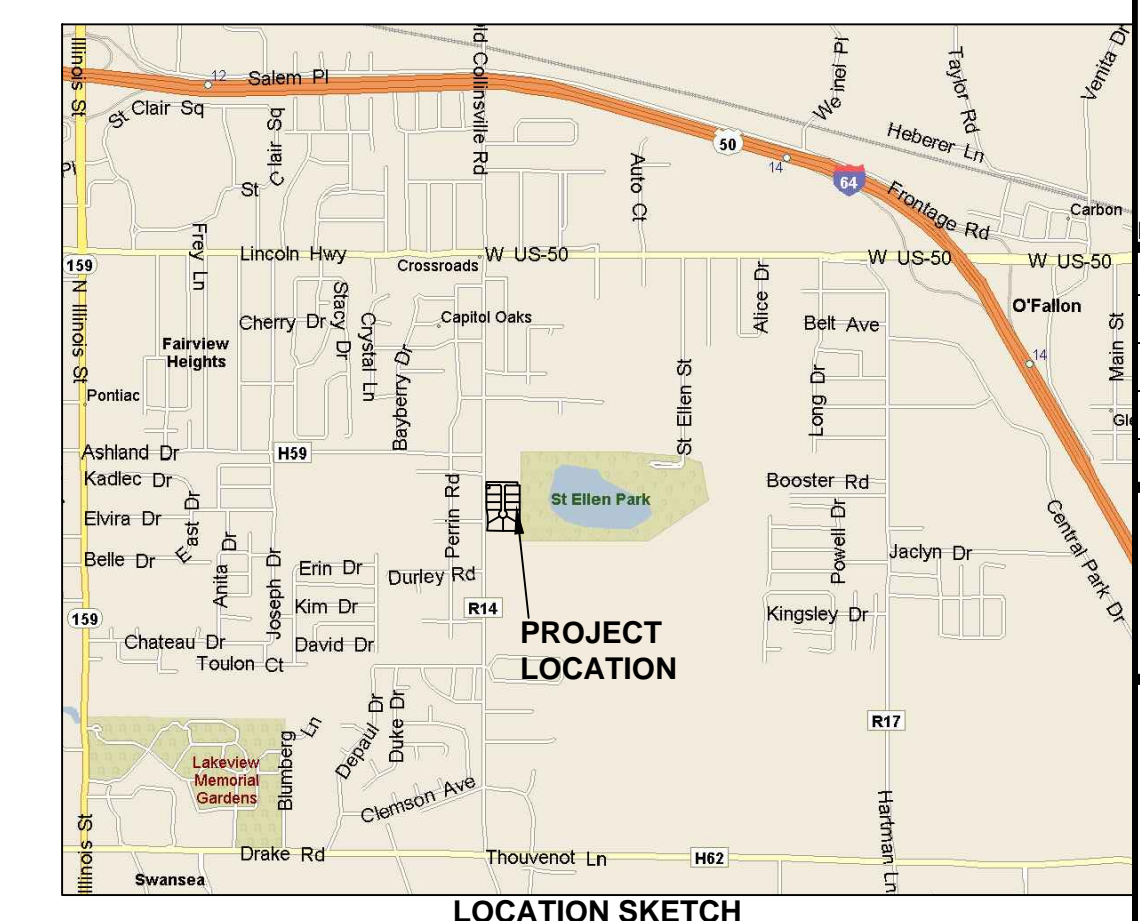 Illinois St
12
Salem Pl
ld Collinsville Rd
We inel Pl
Taylor Rd
Venita Dr
St Clair Sq
St Clair Sq
Pl
50
14
64
Heberer Ln
Frontage Rd
Carbon
Auto Ct
Frey Ln
Lincoln Hwy
Crossroads
W US-50
W US-50
W US-50
159
N Illinois St
Cherry Dr
Stacy Dr
Crystal Ln
Bayberry Dr
Capitol Oaks
Alice Dr
Belt Ave
O'Fallon
Main St
14
Fairview
Heights
Pontiac
Long Dr
St Ellen St
Gle
Ashland Dr
H59
Kadlec Dr
Perrin Rd
St Ellen Park
Booster Rd
Elvira Dr
East Dr
Anita Dr
Powell Dr
Central Park Dr
Belle Dr
Joseph Dr
Erin Dr
Durley Rd
Jaclyn Dr
Kim Dr
R14
Kingsley Dr
159
PROJECT
LOCATION
Chateau Dr
David Dr
Toulon Ct
Depaul Dr
Duke Dr
R17
Lakeview
Memorial
Gardens
Blumberg Ln
Clemson Ave
Hartman Ln
Illinois St
Drake Rd
Thouvenot Ln
H62
Swansea
LOCATION SKETCH